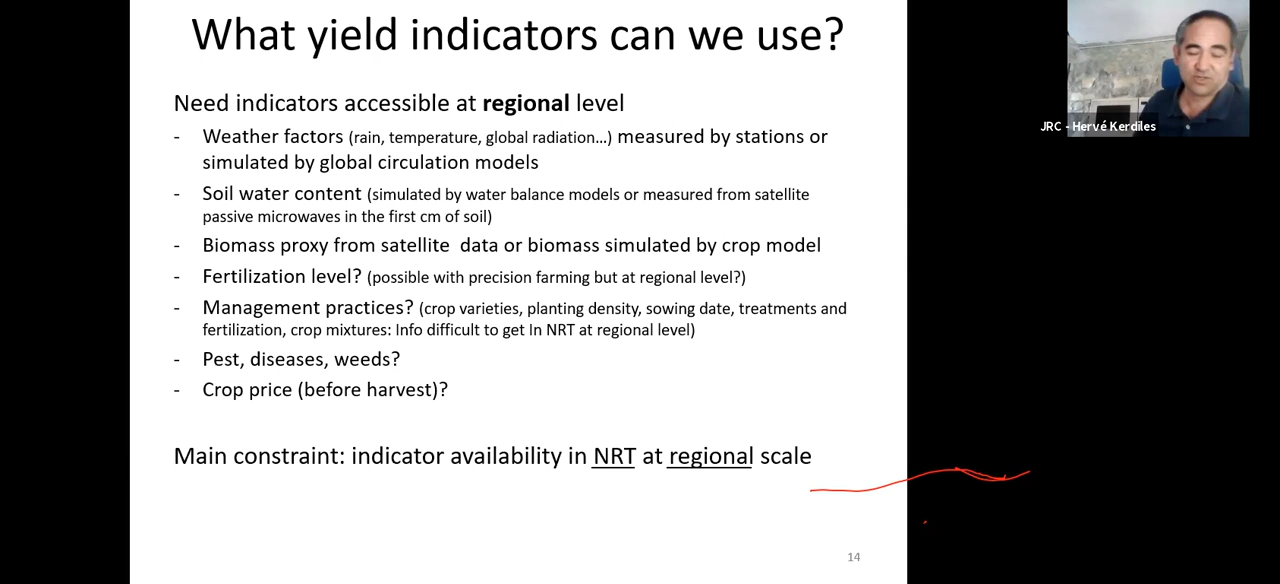 What yield indicators can we use?
JRC - Hervé Kerdiles
Need indicators accessible at regional level
- Weather factors (rain, temperature, global radiation…) measured by stations or
simulated by global circulation models
- Soil water content (simulated by water balance models or measured from satellite
passive microwaves in the first cm of soil)
- Biomass proxy from satellite data or biomass simulated by crop model
- Fertilization level? (possible with precision farming but at regional level?)
- Management practices? (crop varieties, planting density, sowing date, treatments and
fertilization, crop mixtures: Info difficult to get In NRT at regional level)
- Pest, diseases, weeds?
- Crop price (before harvest)?
Main constraint: indicator availability in NRT at regional scale
14